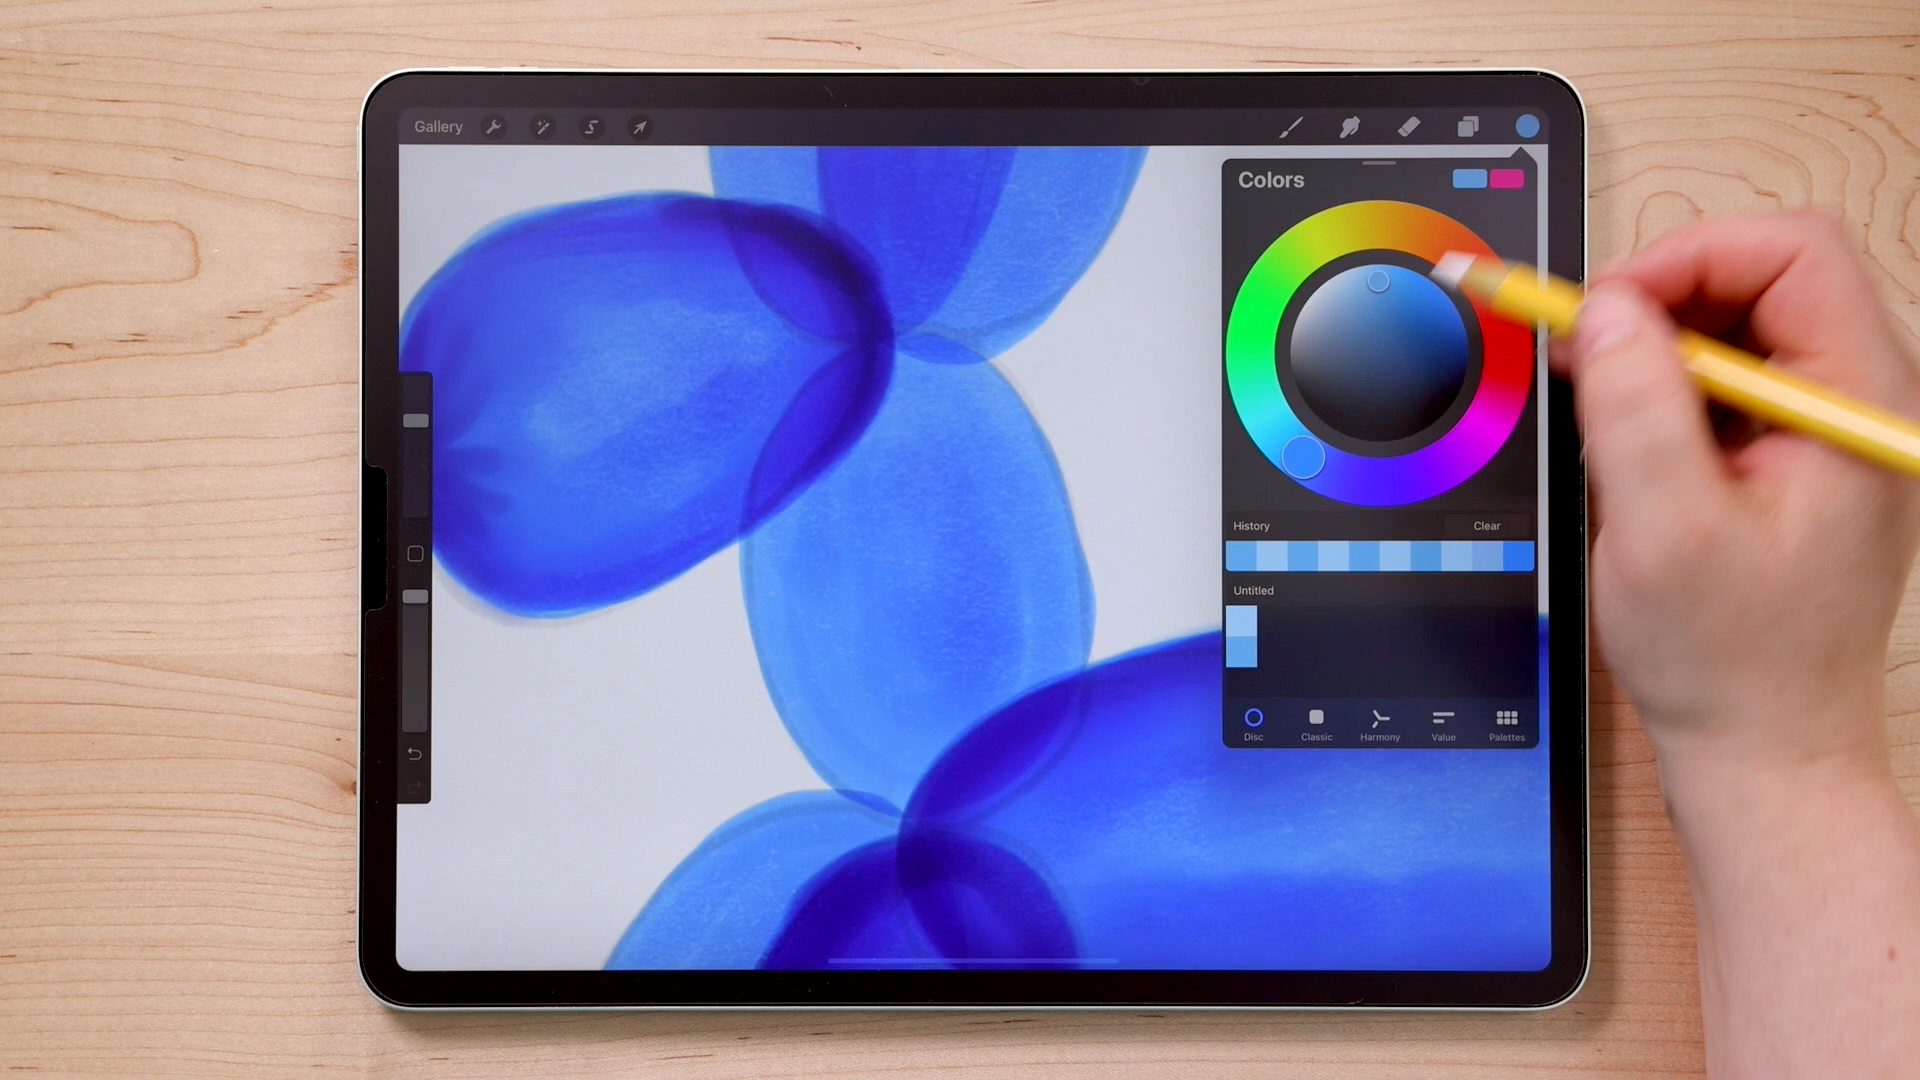 Gallery
Colors
History Clear
Untitled
Disc Classic Harmony Value Palettes